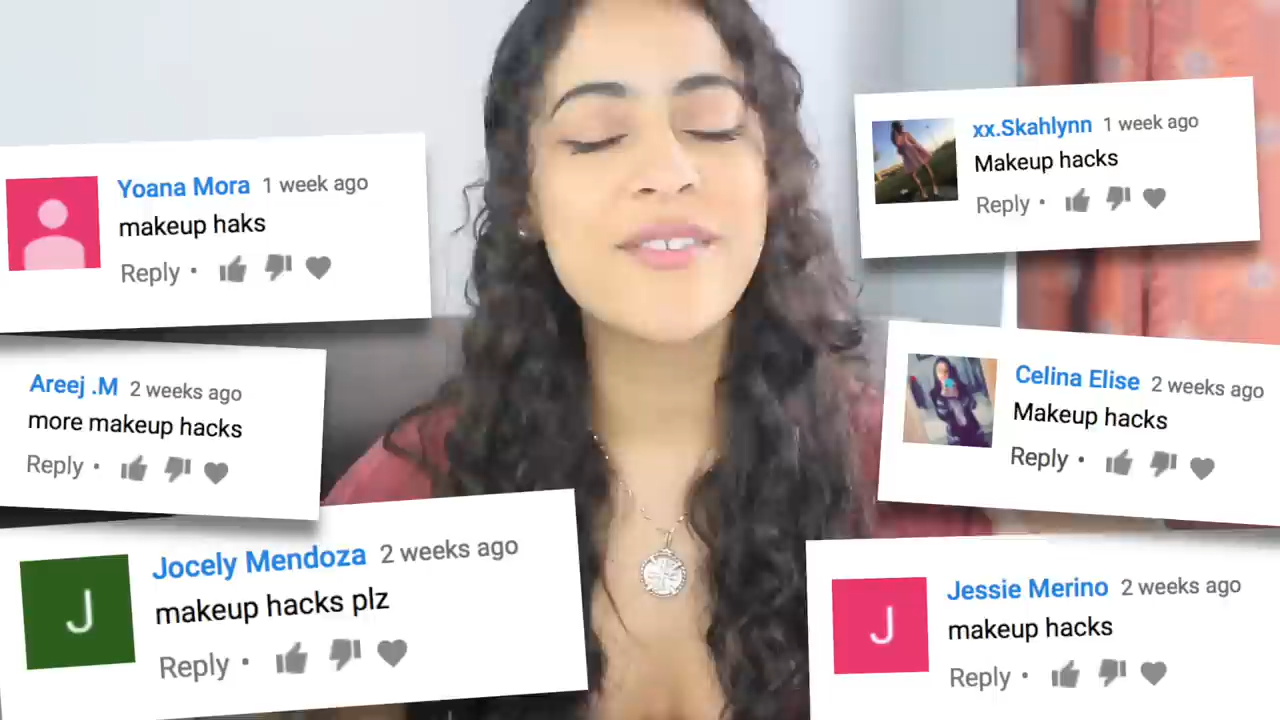 Yoana Mora 1 week ago
makeup haks
Reply •
Areej .M 2 weeks ago
more makeup hacks
Reply •
J
Jocely Mendoza 2 weeks ago
makeup hacks plz
Reply •
xx.Skahlynn 1 week ago
Makeup hacks
Reply •
Celina Elise 2 weeks ago
Makeup hacks
Reply •
J
Jessie Merino 2 weeks ago
makeup hacks
Reply •